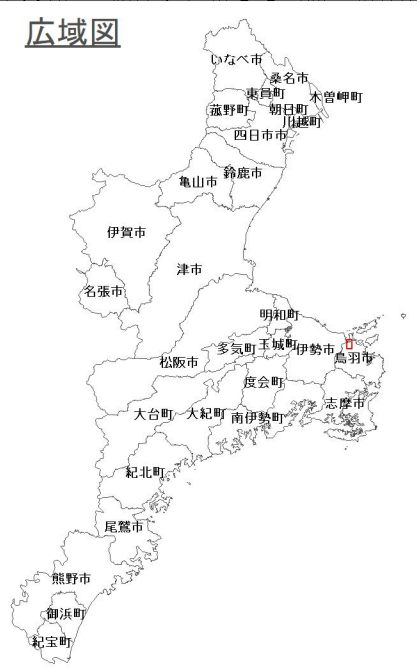 広域図
いなべ市
桑名市
東員町
木曽岬町
菰野町
朝日町
川越町
四日市市
鈴鹿市
亀山市
伊賀市
津市
名張市
明和町
多気町
玉城町
伊勢市
鳥羽市
松阪市
度会町
志摩市
大台町
大紀町
南伊勢町
紀北町
尾鷲市
熊野市
御浜町
紀宝町